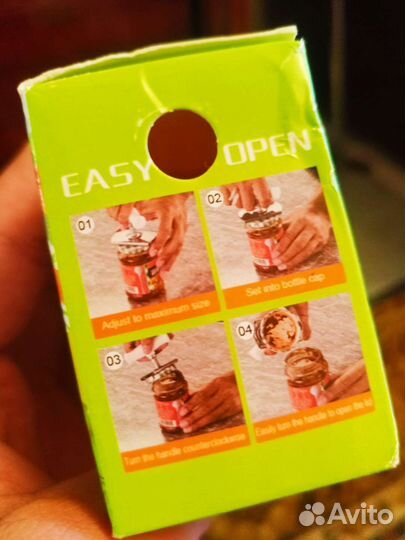 EASY OPEN
01
Adjust to maximum size
02
Set into bottle cap
03
Turn the handle counterclockwise
04
Easily turn the handle to open the lid
Avito